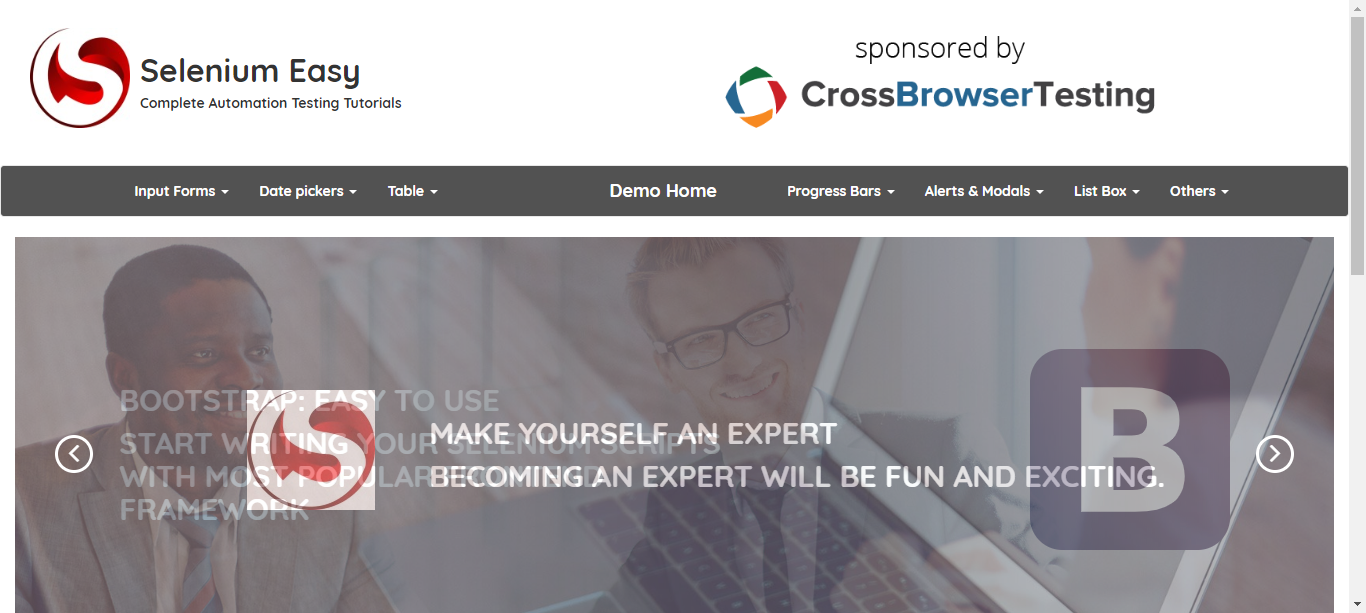 Selenium Easy
Complete Automation Testing Tutorials
sponsored by
CrossBrowserTesting
Input Forms
Date pickers
Table
Demo Home
Progress Bars
Alerts & Modals
List Box
Others
BOOTSTRAP: EASY TO USE
START WRITING YOUR SELENIUM SCRIPTS
WITH MOST POPULAR
FRAMEWORK
MAKE YOURSELF AN EXPERT
BECOMING AN EXPERT WILL BE FUN AND EXCITING.
B